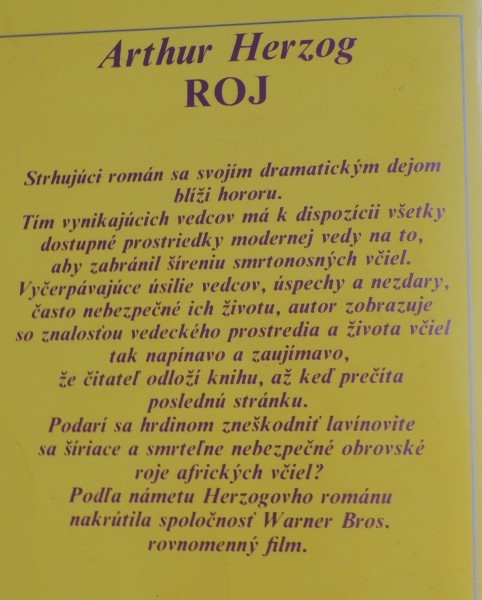 Arthur Herzog
ROJ
Strhujúci román sa svojím dramatickým dejom
blíži hororu.
Tím vynikajúcich vedcov má k dispozícii všetky
dostupné prostriedky modernej vedy na to,
aby zabránil šíreniu smrtonosných včiel.
Vyčerpávajúce úsilie vedcov, úspechy a nezdary,
často nebezpečné ich životu, autor zobrazuje
so znalosťou vedeckého prostredia a života včiel
tak napínavo a zaujímavo,
že čitateľ odloží knihu, až keď prečíta
poslednú stránku.
Podarí sa hrdinom zneškodniť lavínovite
sa šíriace a smrteľne nebezpečné obrovské
roje afrických včiel?
Podľa námetu Herzogovho románu
nakrútila spoločnosť Warner Bros.
rovnomenný film.